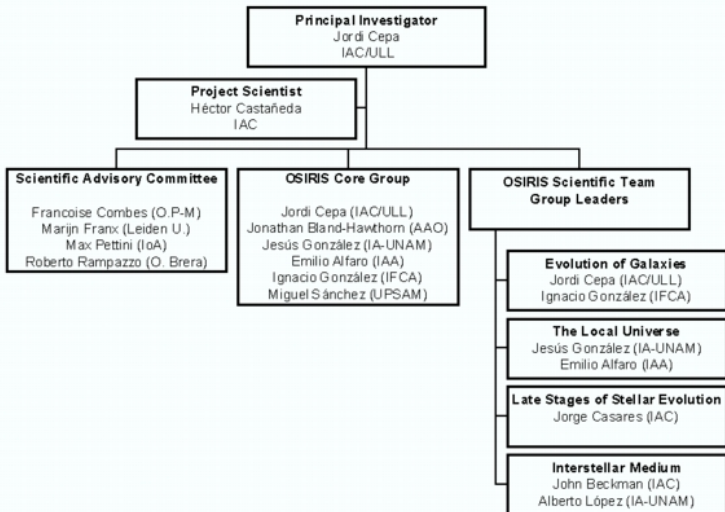 Principal Investigator
Jordi Cepa
IAC/ULL
Project Scientist
Héctor Castañeda
IAC
Scientific Advisory Committee
Francoise Combes (O.P-M)
Marijn Franx (Leiden U.)
Max Pettini (IoA)
Roberto Rampazzo (O. Brera)
OSIRIS Core Group
Jordi Cepa (IAC/ULL)
Jonathan Bland-Hawthorn (AAO)
Jesús González (IA-UNAM)
Emilio Alfaro (IAA)
Ignacio González (IFCA)
Miguel Sánchez (UPSAM)
OSIRIS Scientific Team
Group Leaders
Evolution of Galaxies
Jordi Cepa (IAC/ULL)
Ignacio González (IFCA)
The Local Universe
Jesús González (IA-UNAM)
Emilio Alfaro (IAA)
Late Stages of Stellar Evolution
Jorge Casares (IAC)
Interstellar Medium
John Beckman (IAC)
Alberto López (IA-UNAM)